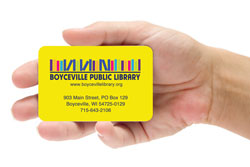 BOYCEVILLE PUBLIC LIBRARY
www.boycevillelibrary.org
903 Main Street, PO Box 129
Boyceville, WI 54725-0129
715-643-2106